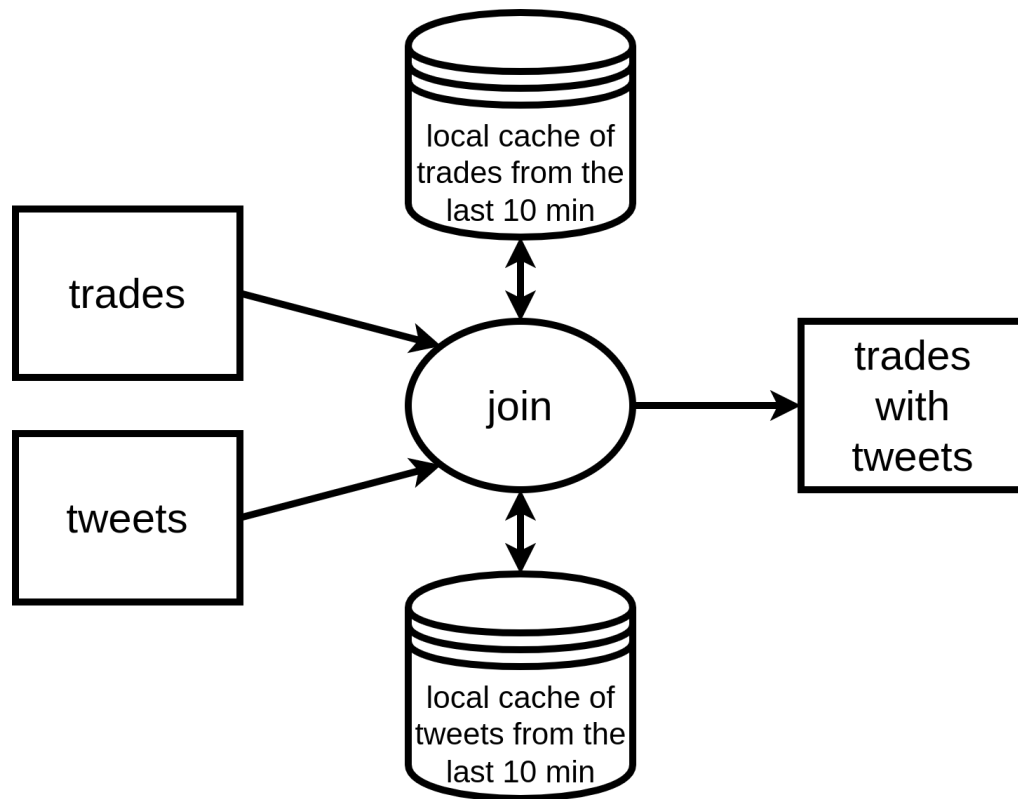 local cache of
trades from the
last 10 min
trades
join
trades
with
tweets
tweets
local cache of
tweets from the
last 10 min